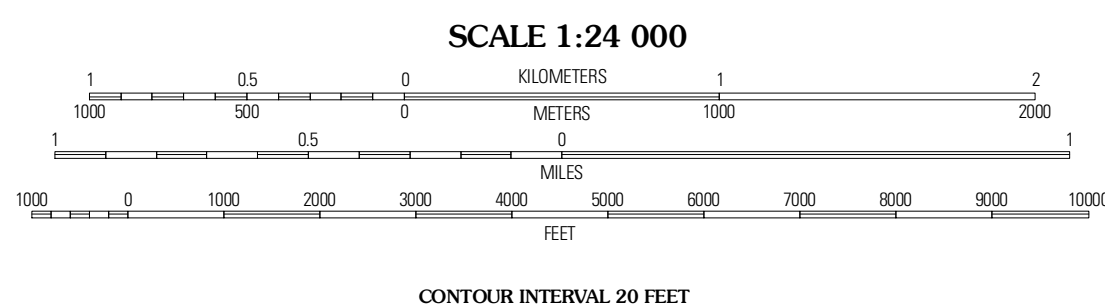 SCALE 1:24 000
1 0.5 0 KILOMETERS 1 2
1000 500 0 METERS 1000 2000
1 0.5 0 1
MILES
1000 0 1000 2000 3000 4000 5000 6000 7000 8000 9000 10000
FEET
CONTOUR INTERVAL 20 FEET